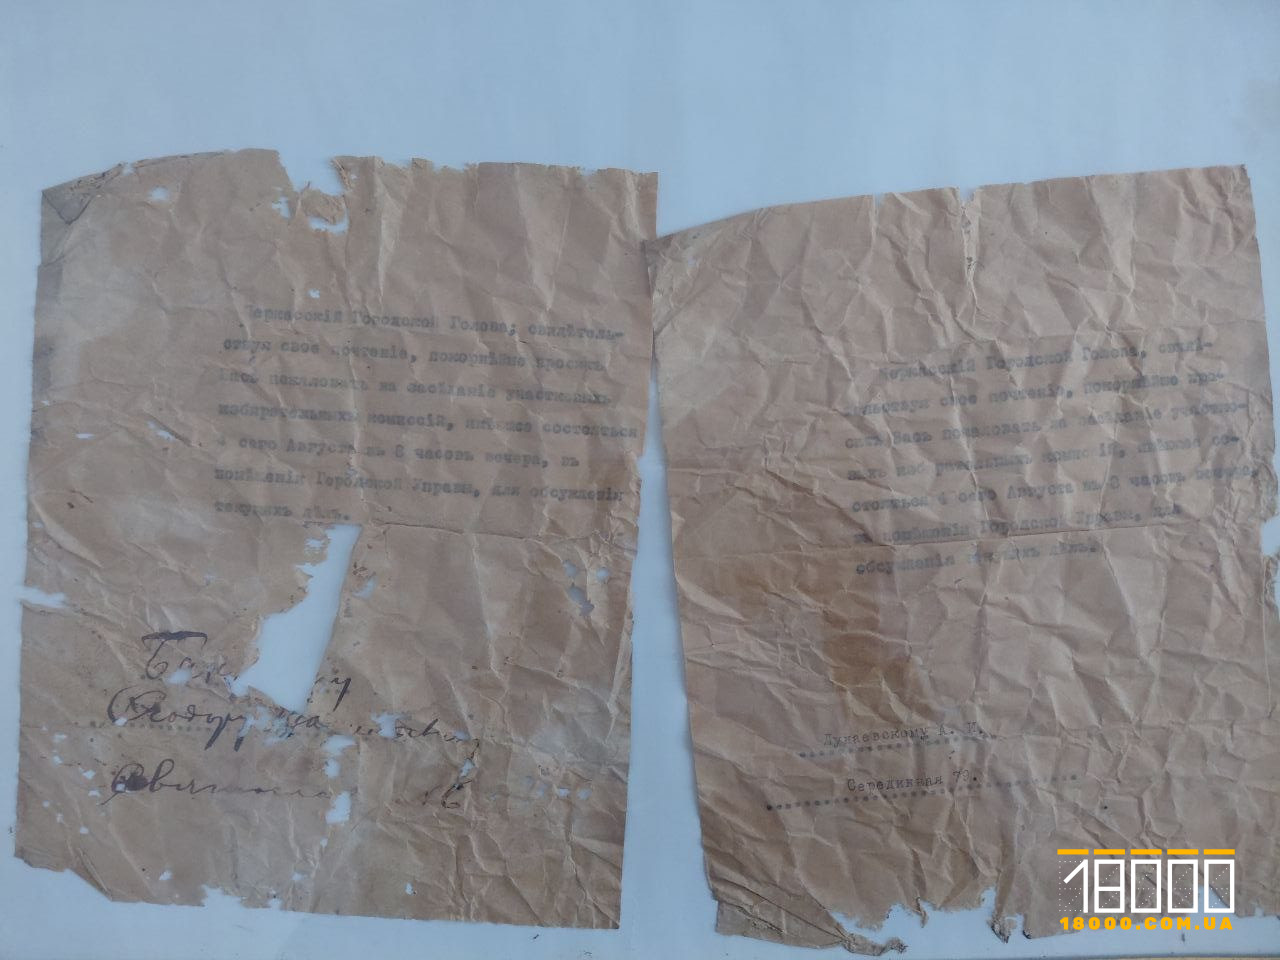 Черкасскій Городской Голова, свидѣтель-
ствуя свое почтеніе, покорнѣйше проситъ
Васъ пожаловать на засѣданіе участковыхъ
избирательныхъ комиссій, имѣющее состояться
4 сего Августа въ 8 часовъ вечера, въ
помѣщеніи Городской Управы, для обсужденія
текущихъ дѣлъ.
Черкасскій Городской Голова, свидѣ-
тельствуя свое почтеніе, покорнѣйше про-
ситъ Васъ пожаловать на засѣданіе участко-
выхъ избирательныхъ комиссій, имѣющее со-
стояться 4 сего Августа въ 8 часовъ вечера,
въ помѣщеніи Городской Управы, для
обсужденія текущихъ дѣлъ.
Дунаевскому А. И.
Серединная 79.
18000
18000.COM.UA